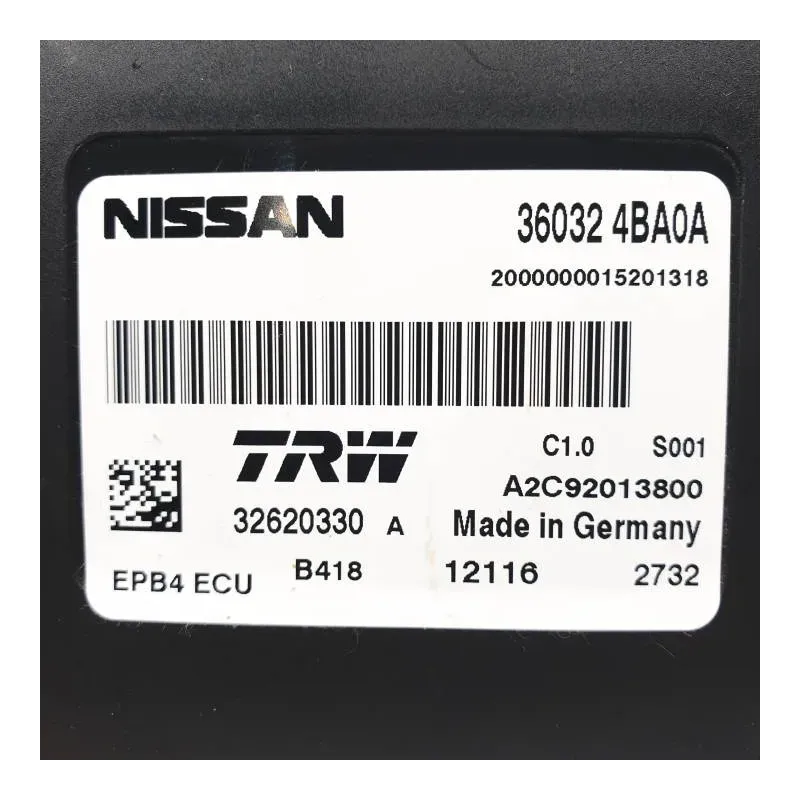 NISSAN 36032 4BA0A
2000000015201318
TRW C1.0 S001
A2C92013800
32620330 A Made in Germany
EPB4 ECU B418 12116 2732